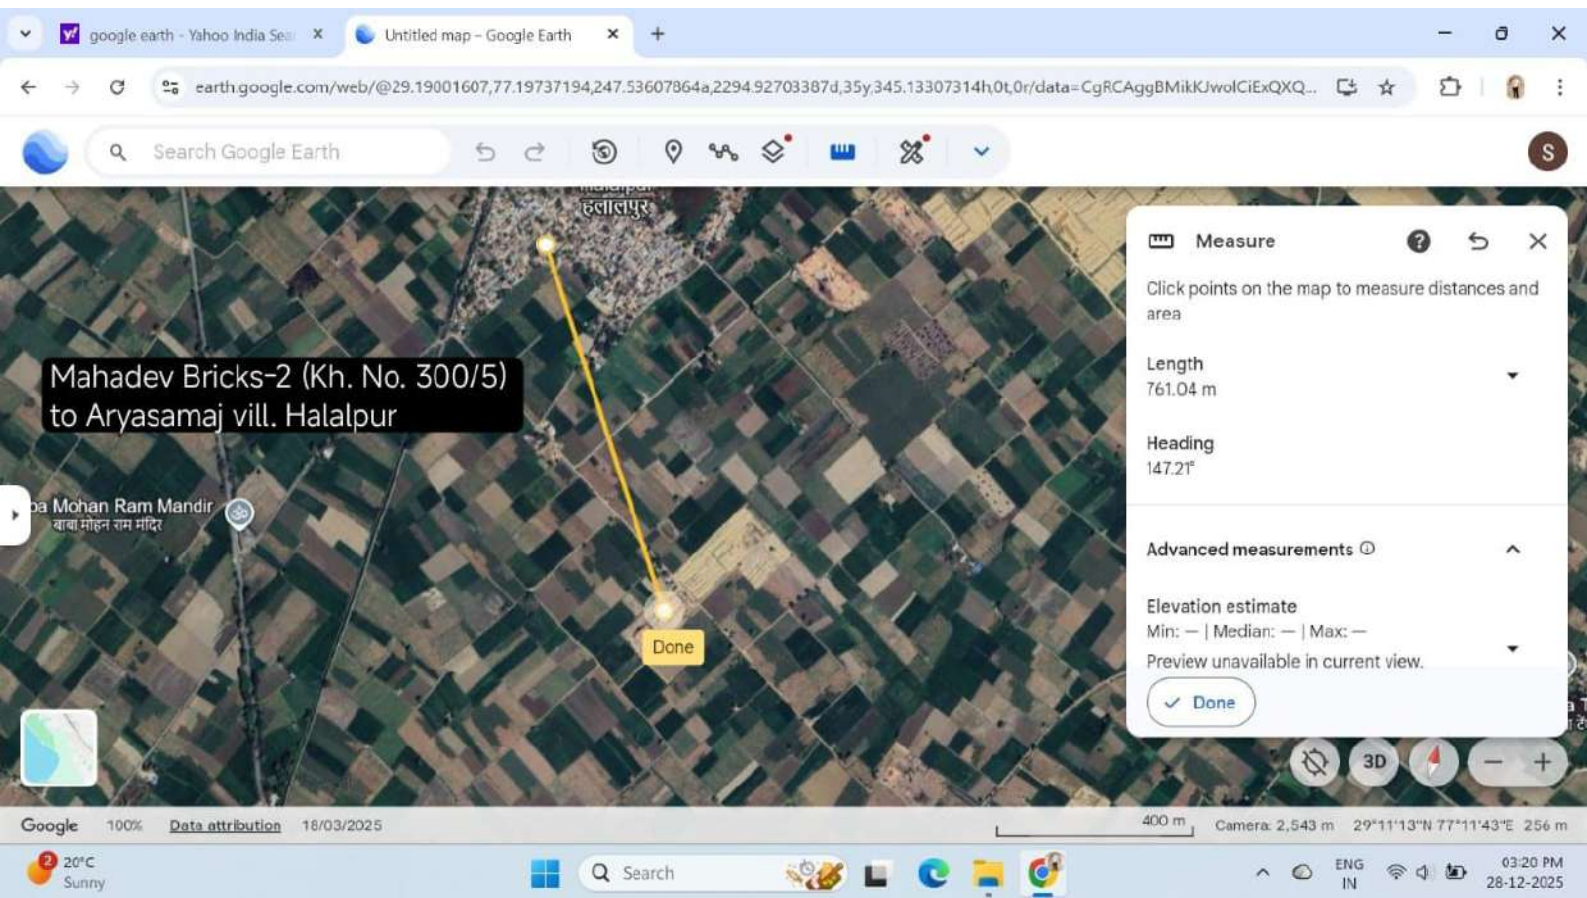 google earth - Yahoo India Sea
Untitled map - Google Earth
earth.google.com/web/@29.19001607,77.19737194,247.53607864a,2294.92703387d,35y,345.13307314h,0t,0r/data=CgRCAggBMikKJwolCiExQXQ...
Search Google Earth
S
हलालपुर
Mahadev Bricks-2 (Kh. No. 300/5)
to Aryasamaj vill. Halalpur
ba Mohan Ram Mandir
बाबा मोहन राम मंदिर
Done
Measure
Click points on the map to measure distances and
area
Length
761.04 m
Heading
147.21°
Advanced measurements
Elevation estimate
Min: — | Median: — | Max: —
Preview unavailable in current view.
Done
3D
Google 100% Data attribution 18/03/2025 400 m Camera: 2,543 m 29°11'13"N 77°11'43"E 256 m
2
20°C
Sunny
Search
ENG
IN
03:20 PM
28-12-2025